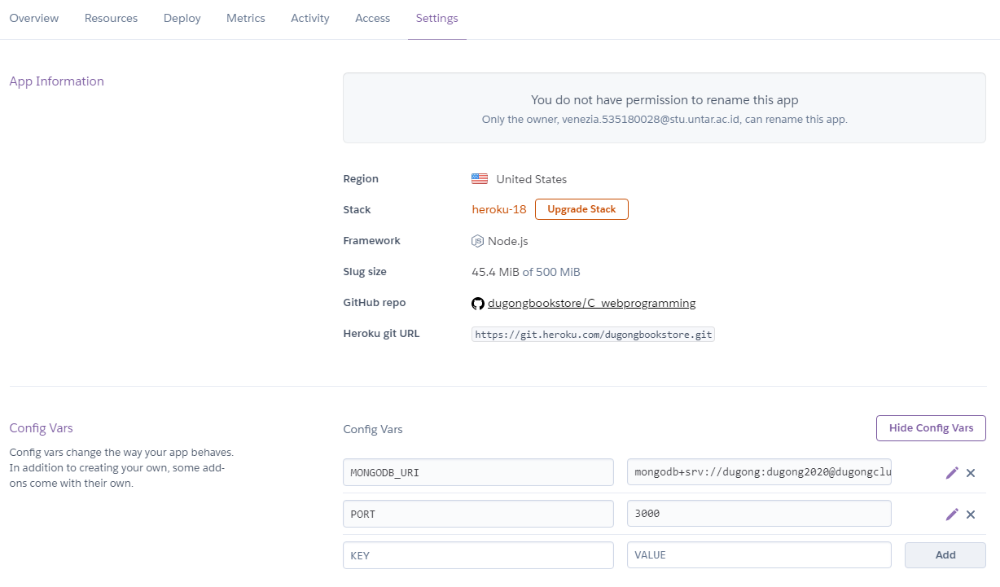 Overview Resources Deploy Metrics Activity Access Settings
App Information
You do not have permission to rename this app
Only the owner, venezia.535180028@stu.untar.ac.id, can rename this app.
Region United States
Stack heroku-18 Upgrade Stack
Framework JS Node.js
Slug size 45.4 MiB of 500 MiB
GitHub repo dugongbookstore/C_webprogramming
Heroku git URL https://git.heroku.com/dugongbookstore.git
Config Vars
Config vars change the way your app behaves.
In addition to creating your own, some add-
ons come with their own.
Config Vars Hide Config Vars
MONGODB_URI mongodb+srv://dugong:dugong2020@dugongclu
PORT 3000
KEY VALUE Add